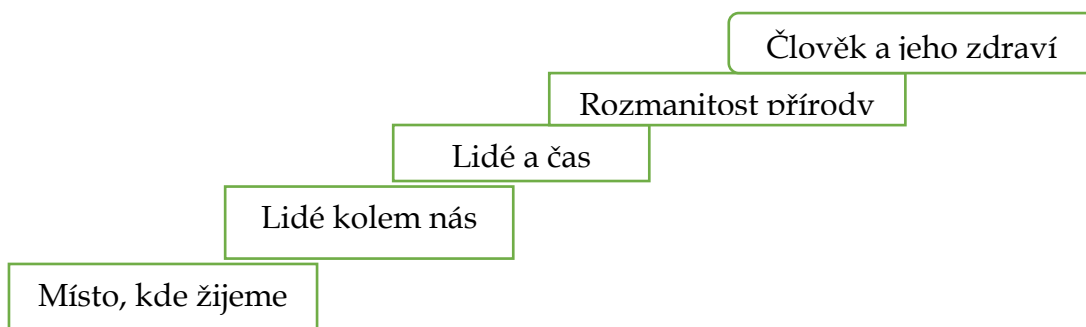 Člověk a jeho zdraví
Rozmanitost přírody
Lidé a čas
Lidé kolem nás
Místo, kde žijeme